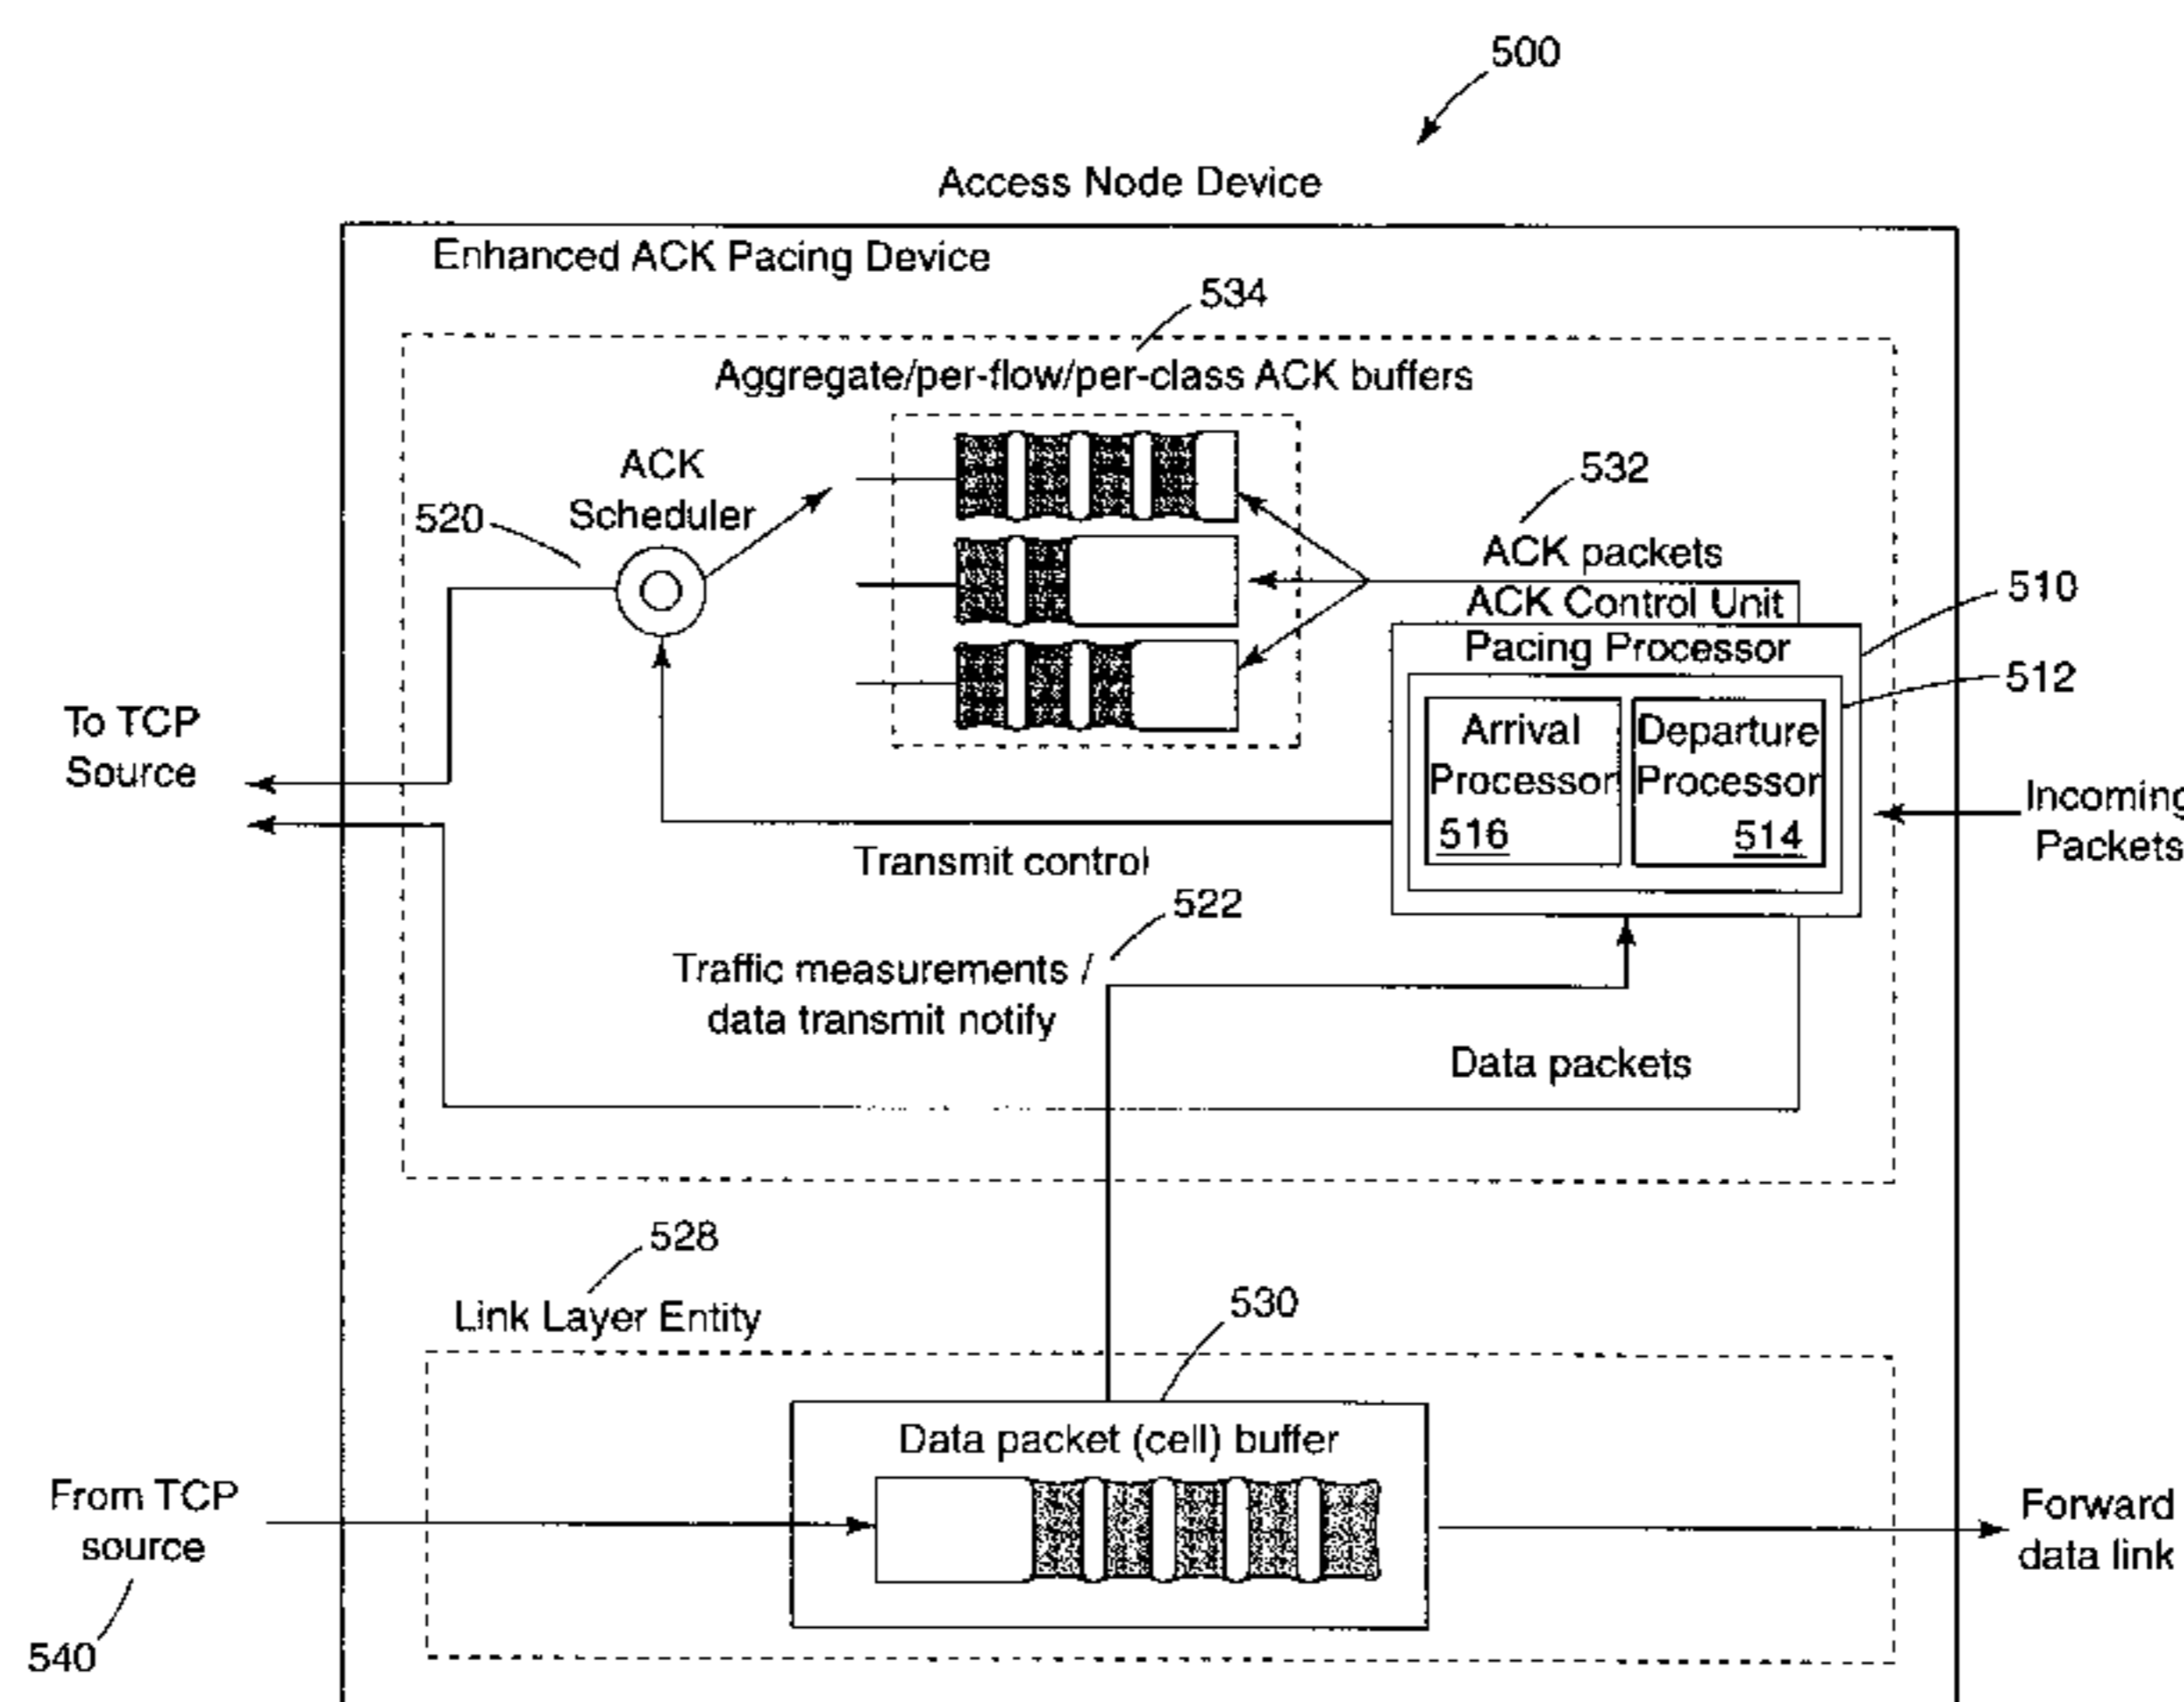 500
Access Node Device
Enhanced ACK Pacing Device
534
Aggregate/per-flow/per-class ACK buffers
ACK
Scheduler
520
532
ACK packets
ACK Control Unit
510
Pacing Processor
512
Arrival
Processor
516
Departure
Processor
514
To TCP
Source
Incoming
Packets
Transmit control
522
Traffic measurements /
data transmit notify
Data packets
528
Link Layer Entity
530
Data packet (cell) buffer
From TCP
source
540
Forward
data link